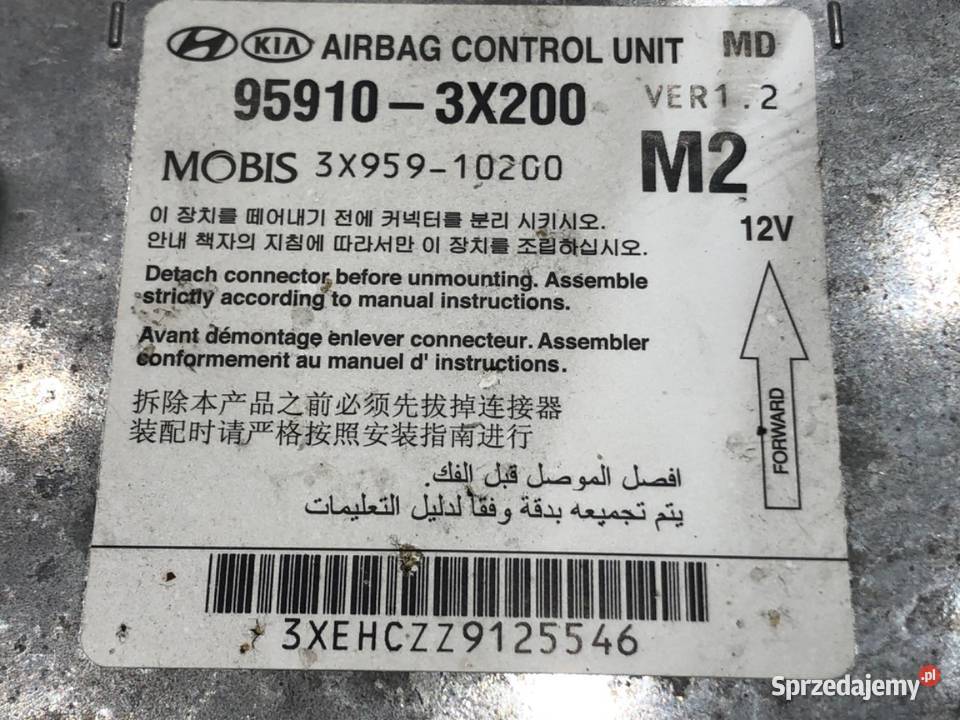 KIA AIRBAG CONTROL UNIT MD
95910-3X200 VER1.2
MOBIS 3X959-10200 M2
이 장치를 떼어내기 전에 커넥터를 분리 시키시오.
안내 책자의 지침에 따라서만 이 장치를 조립하십시오.
12V
Detach connector before unmounting. Assemble
strictly according to manual instructions.
Avant démontage enlever connecteur. Assembler
conformement au manuel d' instructions.
FORWARD
拆除本产品之前必须先拔掉连接器
装配时请严格按照安装指南进行
افصل الموصل قبل الفك.
يتم تجميعه بدقة وفقاً لدليل التعليمات
3XEHCZZ9125546
Sprzedajemy.pl